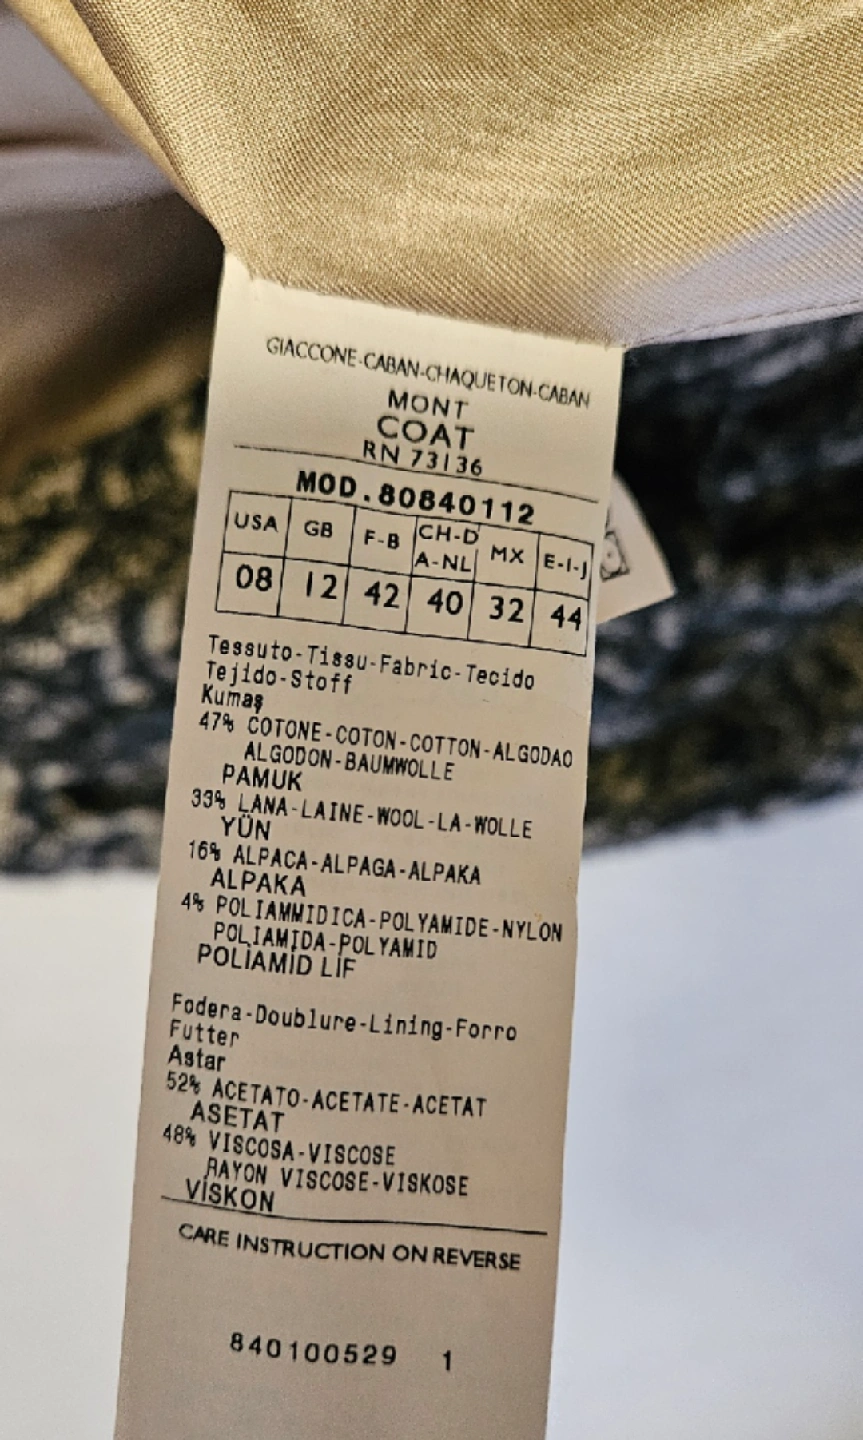 GIACCONE-CABAN-CHAQUETON-CABAN
MONT
COAT
RN 73136
MOD.80840112
USA GB F-B CH-D A-NL MX E-I-J
08 12 42 40 32 44
Tessuto-Tissu-Fabric-Tecido
Tejido-Stoff
Kumaş
47% COTONE-COTON-COTTON-ALGODAO
ALGODON-BAUMWOLLE
PAMUK
33% LANA-LAINE-WOOL-LA-WOLLE
YÜN
16% ALPACA-ALPAGA-ALPAKA
ALPAKA
4% POLIAMMIDICA-POLYAMIDE-NYLON
POLIAMIDA-POLYAMID
POLİAMİD LİF
Fodera-Doublure-Lining-Forro
Futter
Astar
52% ACETATO-ACETATE-ACETAT
ASETAT
48% VISCOSA-VISCOSE
RAYON VISCOSE-VISKOSE
VİSKON
CARE INSTRUCTION ON REVERSE
840100529 1